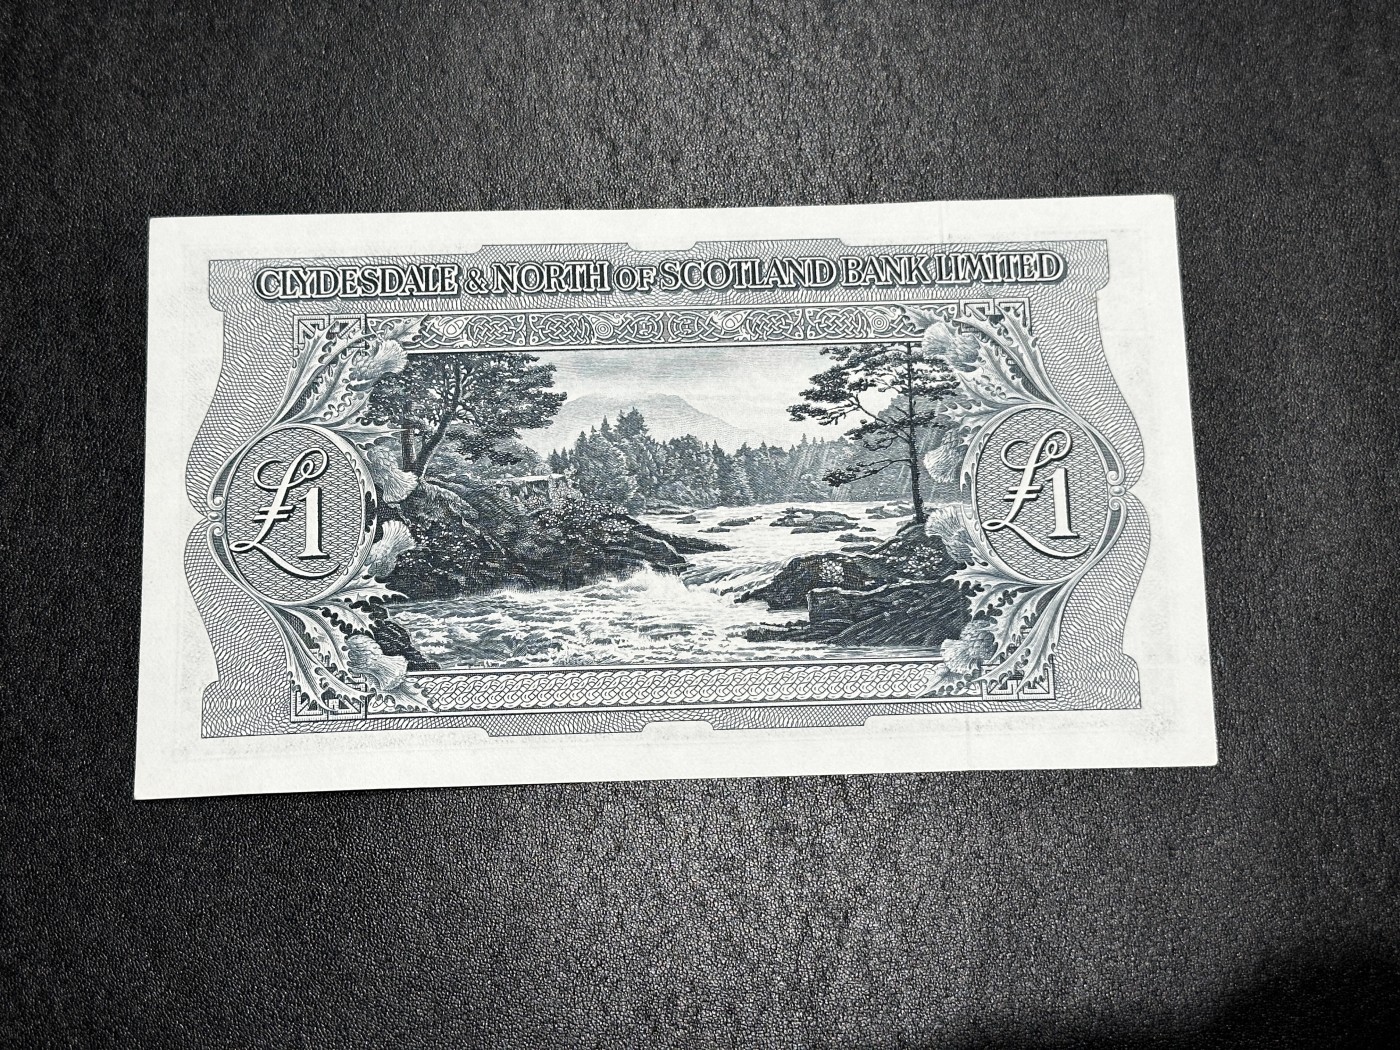 CLYDESDALE & NORTH OF SCOTLAND BANK LIMITED
£1 £1